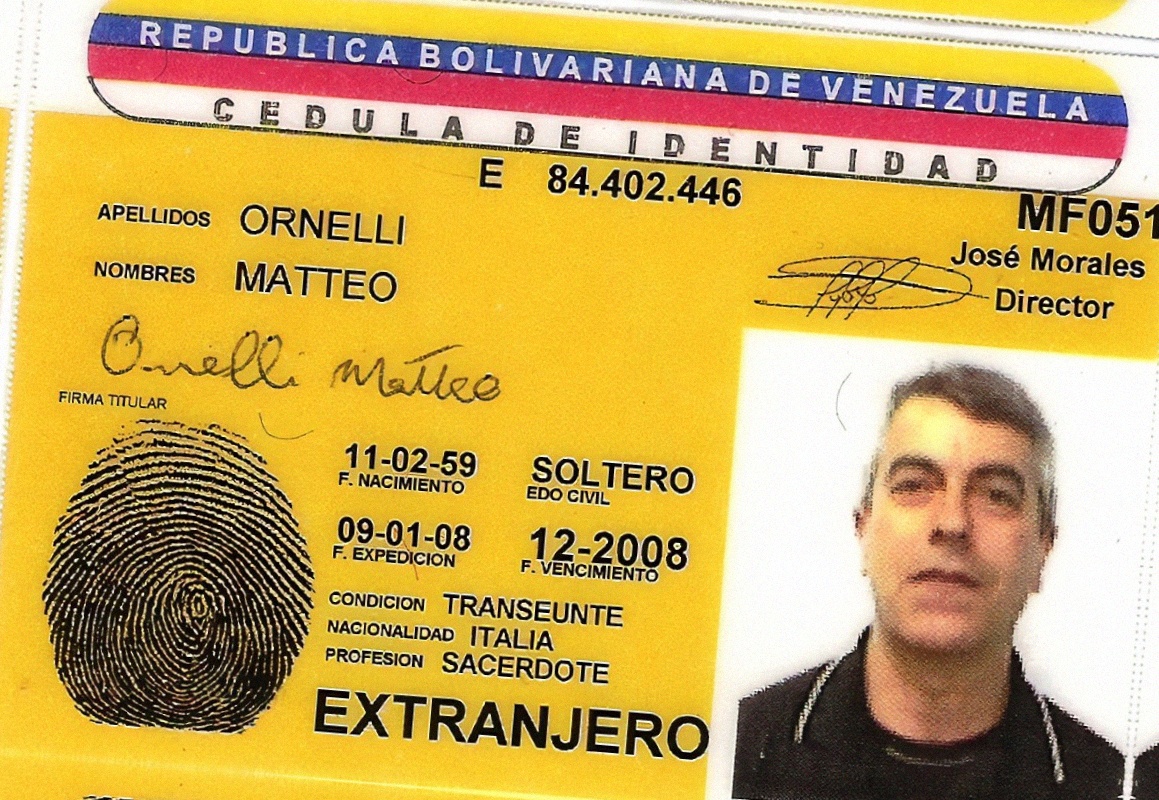 REPUBLICA BOLIVARIANA DE VENEZUELA
CEDULA DE IDENTIDAD
E 84.402.446
MF051
APELLIDOS ORNELLI
José Morales
NOMBRES MATTEO
Director
Ornelli Matteo
FIRMA TITULAR
11-02-59 SOLTERO
F. NACIMIENTO EDO CIVIL
09-01-08 12-2008
F. EXPEDICION F. VENCIMIENTO
CONDICION TRANSEUNTE
NACIONALIDAD ITALIA
PROFESION SACERDOTE
EXTRANJERO